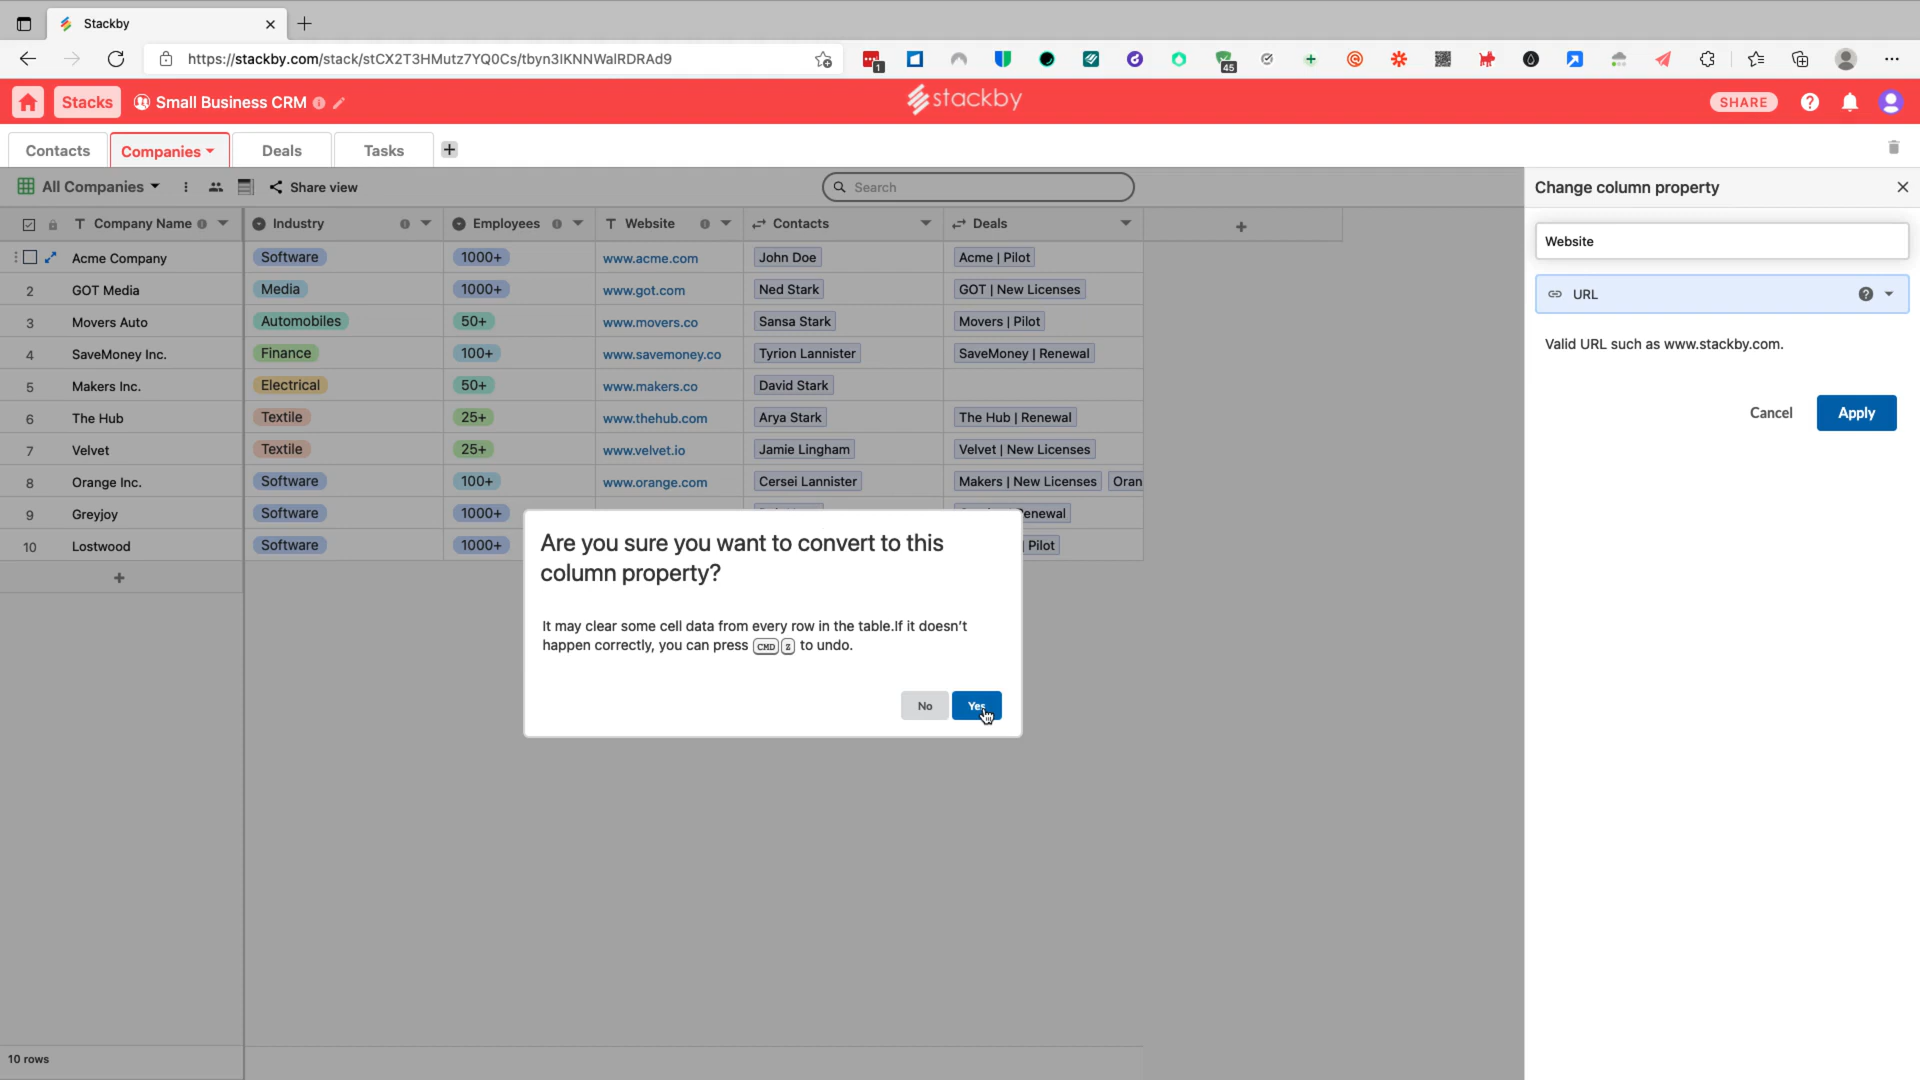 Stackby
https://stackby.com/stack/stCX2T3HMutz7YQ0Cs/tbyn3IKNNWalRDRAd9
1
45
Stacks
Small Business CRM
stackby
SHARE
Contacts
Companies
Deals
Tasks
All Companies
Share view
Search
Company Name
Industry
Employees
Website
Contacts
Deals
Acme Company Software 1000+ www.acme.com John Doe Acme | Pilot
2 GOT Media Media 1000+ www.got.com Ned Stark GOT | New Licenses
3 Movers Auto Automobiles 50+ www.movers.co Sansa Stark Movers | Pilot
4 SaveMoney Inc. Finance 100+ www.savemoney.co Tyrion Lannister SaveMoney | Renewal
5 Makers Inc. Electrical 50+ www.makers.co David Stark
6 The Hub Textile 25+ www.thehub.com Arya Stark The Hub | Renewal
7 Velvet Textile 25+ www.velvet.io Jamie Lingham Velvet | New Licenses
8 Orange Inc. Software 100+ www.orange.com Cersei Lannister Makers | New Licenses Oran
9 Greyjoy Software 1000+ enewal
10 Lostwood Software 1000+ | Pilot
10 rows
Are you sure you want to convert to this
column property?
It may clear some cell data from every row in the table.If it doesn't
happen correctly, you can press CMD Z to undo.
No
Yes
Change column property
Website
URL
Valid URL such as www.stackby.com.
Cancel
Apply